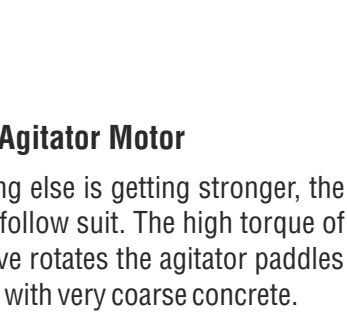 Agitator Motor
ng else is getting stronger, the
follow suit. The high torque of
ve rotates the agitator paddles
with very coarse concrete.